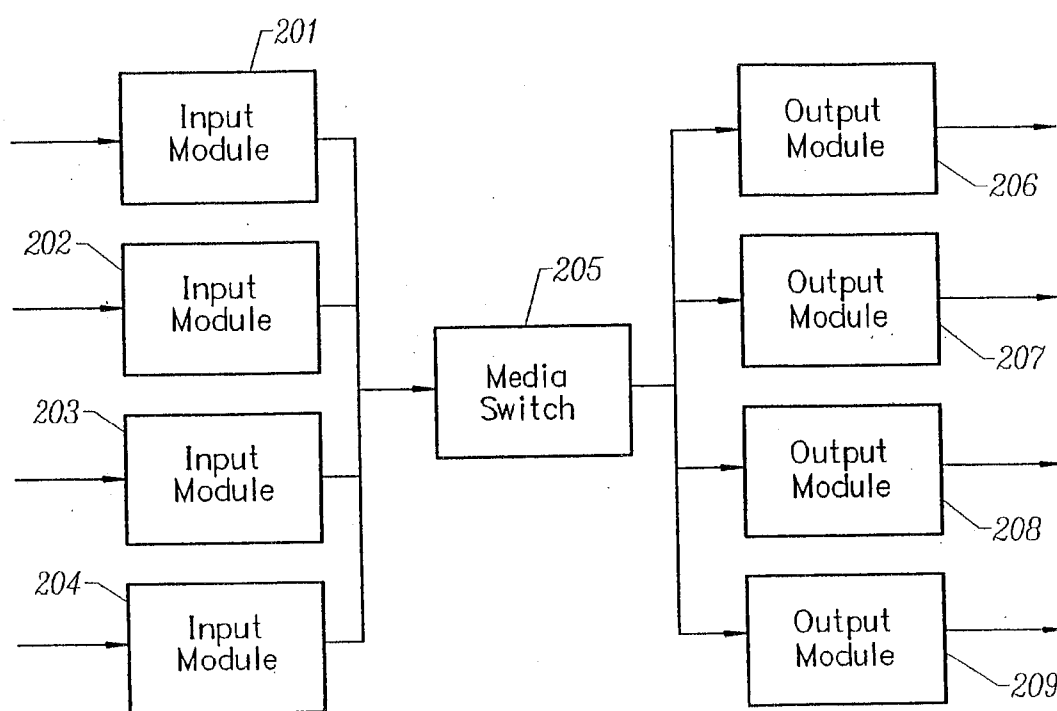 201
Input
Module
202
Input
Module
203
Input
Module
204
Input
Module
205
Media
Switch
Output
Module
206
Output
Module
207
Output
Module
208
Output
Module
209